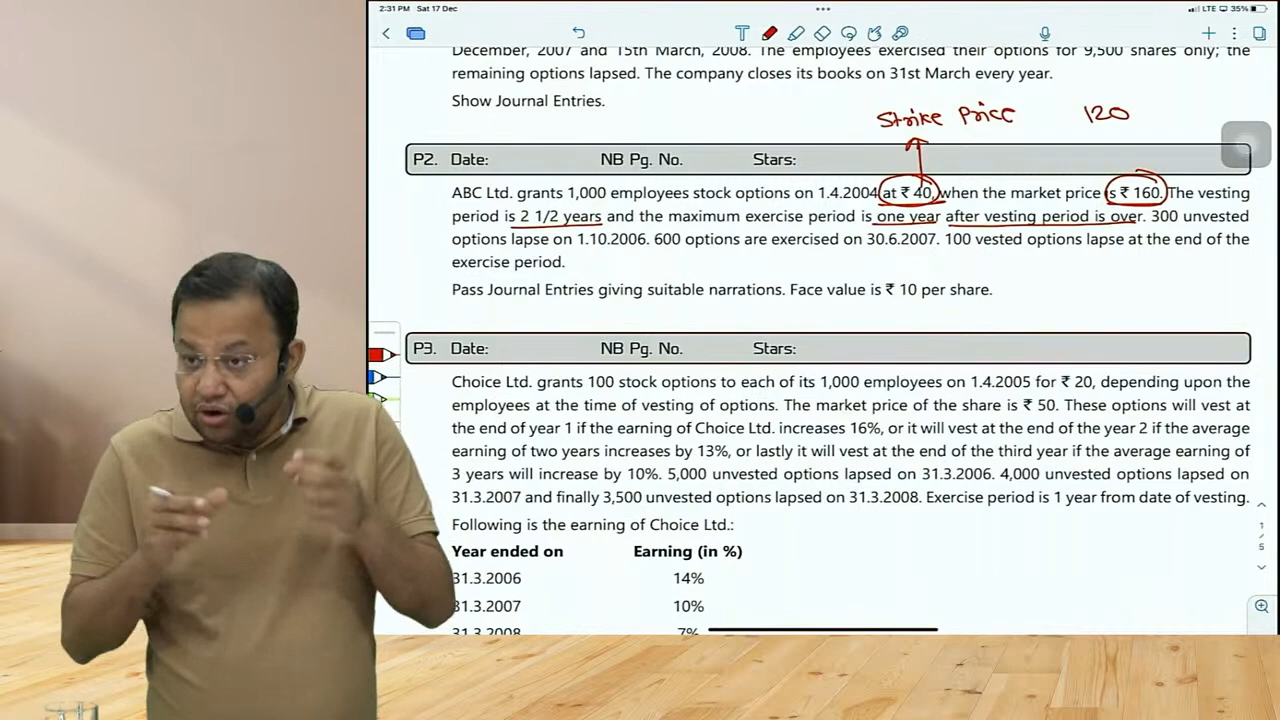 2:31 PM Sat 17 Dec
LTE 35%
December, 2007 and 15th March, 2008. The employees exercised their options for 9,500 shares only; the
remaining options lapsed. The company closes its books on 31st March every year.
Show Journal Entries.
Strike Price 120
P2. Date: NB Pg. No. Stars:
ABC Ltd. grants 1,000 employees stock options on 1.4.2004 at ₹ 40, when the market price is ₹ 160. The vesting
period is 2 1/2 years and the maximum exercise period is one year after vesting period is over. 300 unvested
options lapse on 1.10.2006. 600 options are exercised on 30.6.2007. 100 vested options lapse at the end of the
exercise period.
Pass Journal Entries giving suitable narrations. Face value is ₹ 10 per share.
P3. Date: NB Pg. No. Stars:
Choice Ltd. grants 100 stock options to each of its 1,000 employees on 1.4.2005 for ₹ 20, depending upon the
employees at the time of vesting of options. The market price of the share is ₹ 50. These options will vest at
the end of year 1 if the earning of Choice Ltd. increases 16%, or it will vest at the end of the year 2 if the average
earning of two years increases by 13%, or lastly it will vest at the end of the third year if the average earning of
3 years will increase by 10%. 5,000 unvested options lapsed on 31.3.2006. 4,000 unvested options lapsed on
31.3.2007 and finally 3,500 unvested options lapsed on 31.3.2008. Exercise period is 1 year from date of vesting.
Following is the earning of Choice Ltd.:
Year ended on Earning (in %)
31.3.2006 14%
31.3.2007 10%
31.3.2008 7%
1
/
5